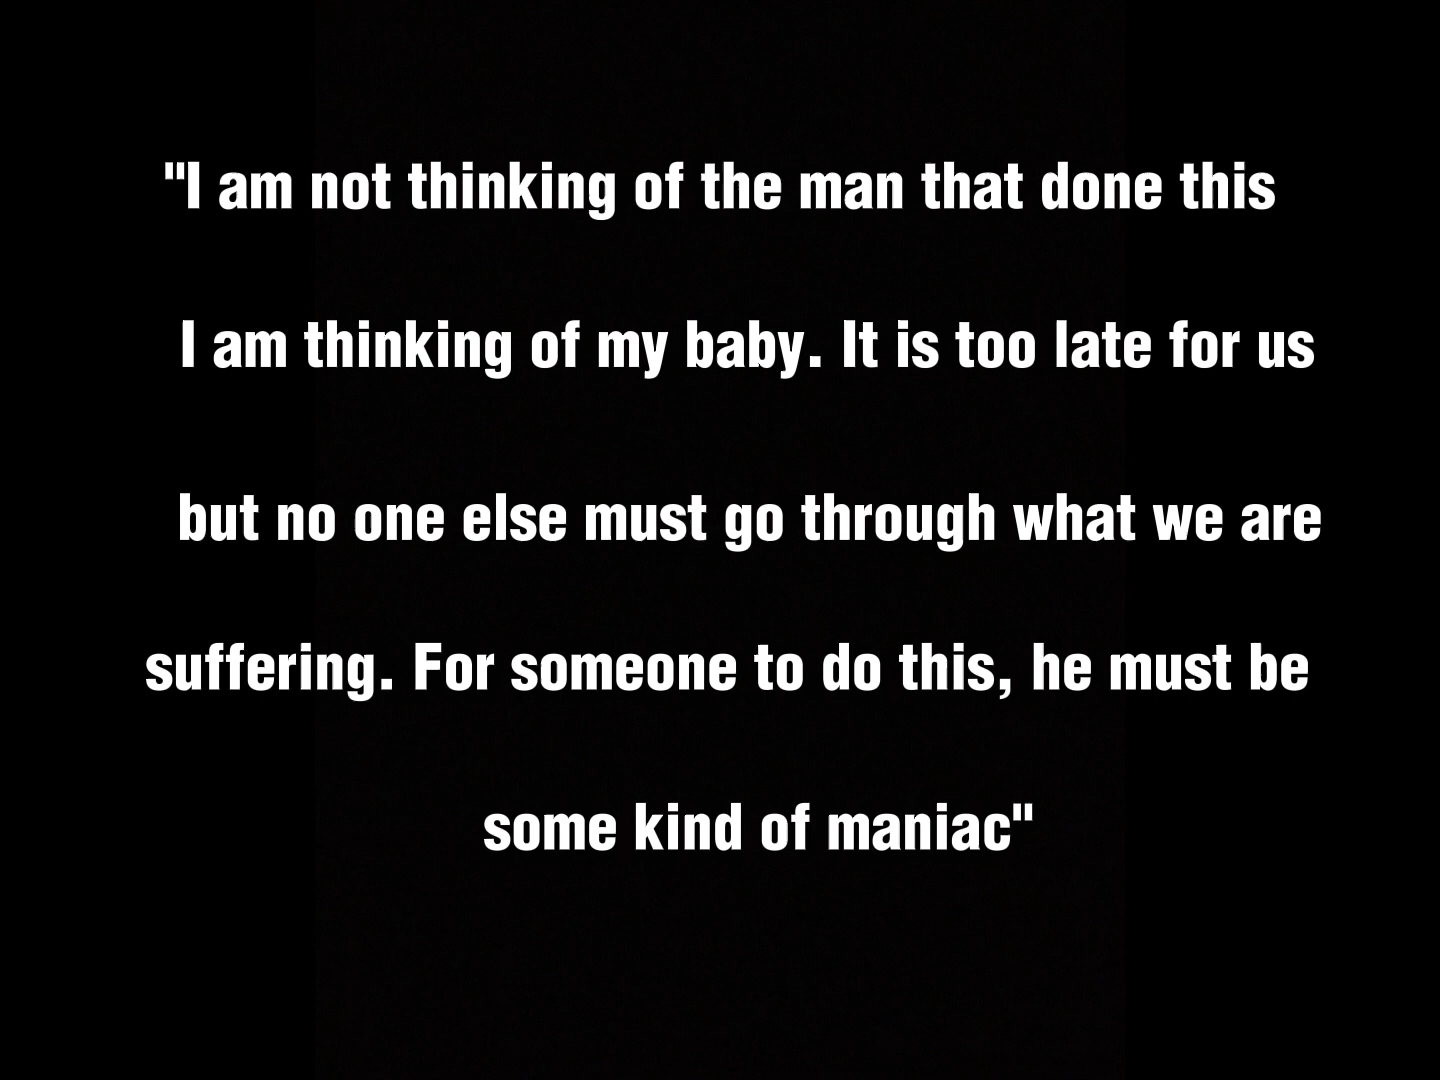 "I am not thinking of the man that done this
I am thinking of my baby. It is too late for us
but no one else must go through what we are
suffering. For someone to do this, he must be
some kind of maniac"